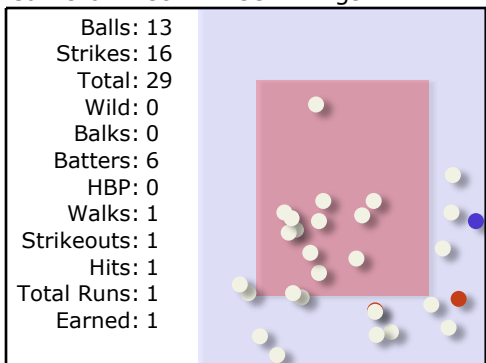 Balls: 13
Strikes: 16
Total: 29
Wild: 0
Balks: 0
Batters: 6
HBP: 0
Walks: 1
Strikeouts: 1
Hits: 1
Total Runs: 1
Earned: 1